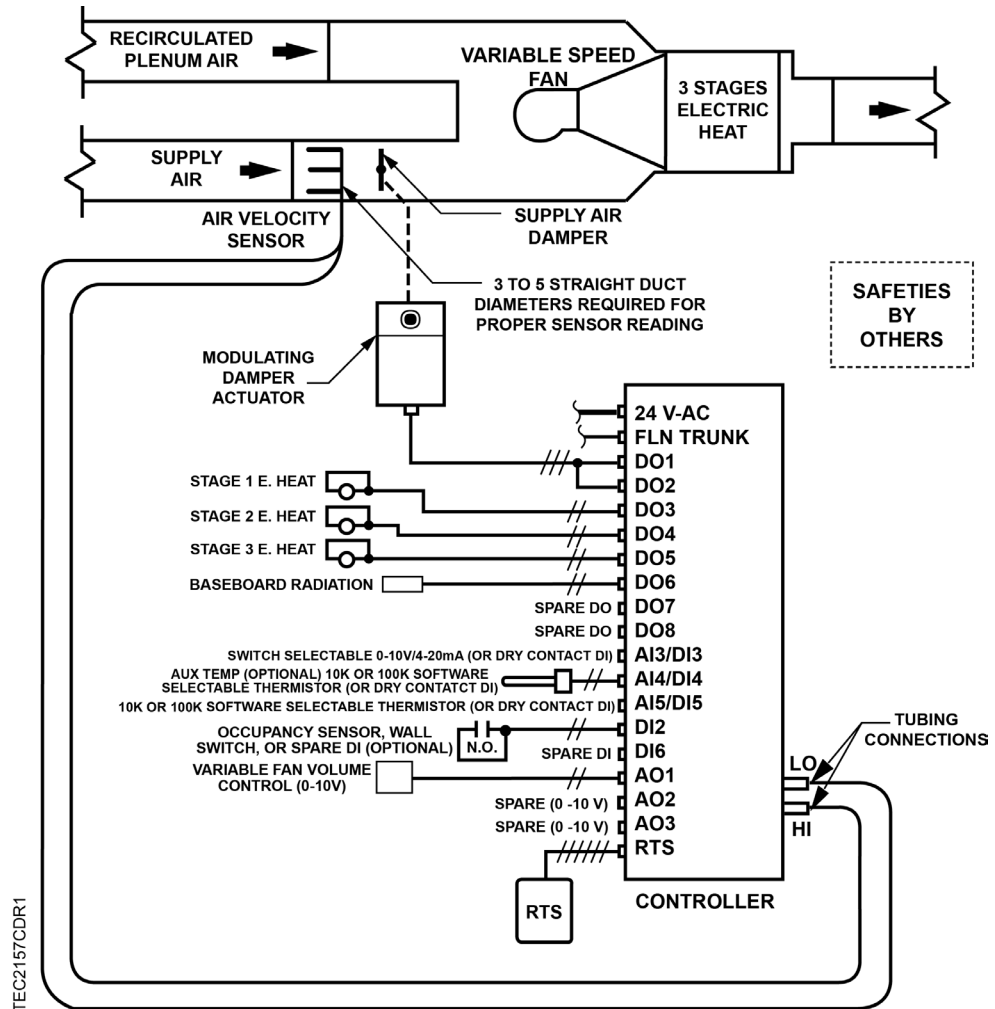 RECIRCULATED
PLENUM AIR
VARIABLE SPEED
FAN
3 STAGES
ELECTRIC
HEAT
SUPPLY
AIR
AIR VELOCITY
SENSOR
SUPPLY AIR
DAMPER
3 TO 5 STRAIGHT DUCT
DIAMETERS REQUIRED FOR
PROPER SENSOR READING
SAFETIES
BY
OTHERS
MODULATING
DAMPER
ACTUATOR
24 V-AC
FLN TRUNK
DO1
DO2
STAGE 1 E. HEAT
DO3
STAGE 2 E. HEAT
DO4
STAGE 3 E. HEAT
DO5
BASEBOARD RADIATION
DO6
SPARE DO
DO7
SPARE DO
DO8
SWITCH SELECTABLE 0-10V/4-20mA (OR DRY CONTACT DI)
AI3/DI3
AUX TEMP (OPTIONAL) 10K OR 100K SOFTWARE
SELECTABLE THERMISTOR (OR DRY CONTATCT DI)
AI4/DI4
10K OR 100K SOFTWARE SELECTABLE THERMISTOR (OR DRY CONTACT DI)
AI5/DI5
OCCUPANCY SENSOR, WALL
SWITCH, OR SPARE DI (OPTIONAL)
N.O.
DI2
SPARE DI
DI6
VARIABLE FAN VOLUME
CONTROL (0-10V)
AO1
SPARE (0 -10 V)
AO2
SPARE (0 -10 V)
AO3
RTS
RTS
CONTROLLER
TUBING
CONNECTIONS
LO
HI
TEC2157CDR1